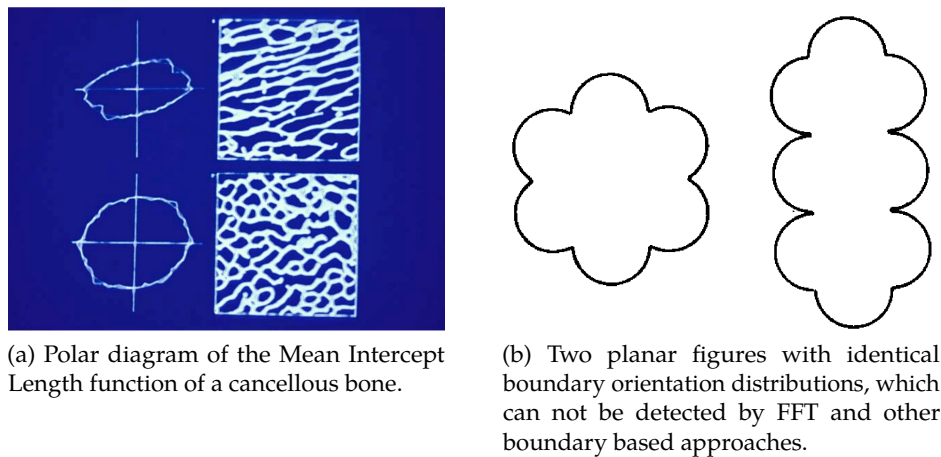 (a) Polar diagram of the Mean Intercept
Length function of a cancellous bone.
(b) Two planar figures with identical
boundary orientation distributions, which
can not be detected by FFT and other
boundary based approaches.